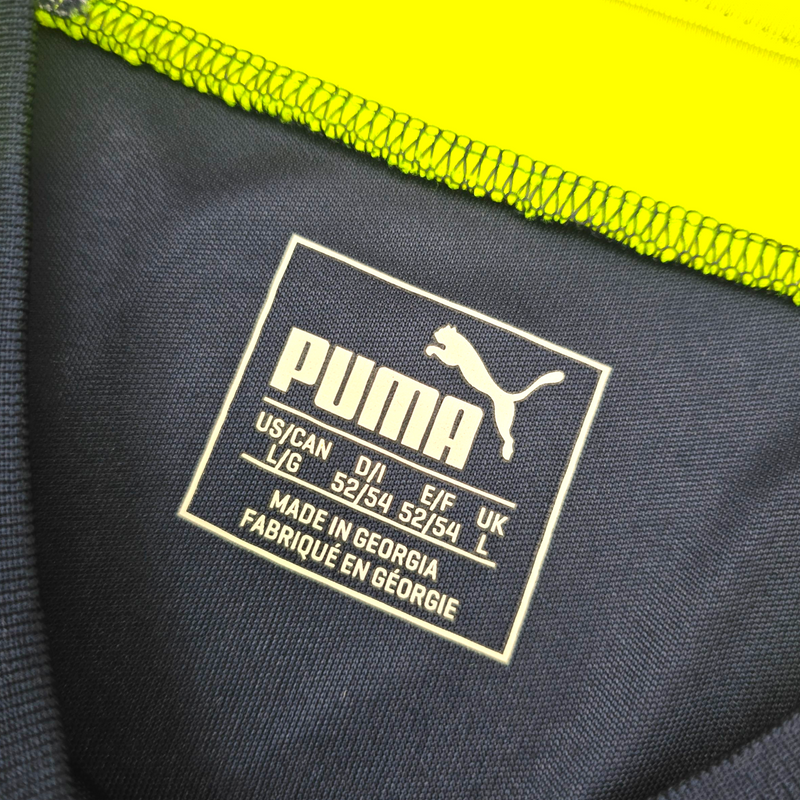 PUMA
US/CAN D/I E/F UK
L/G 52/54 52/54 L
MADE IN GEORGIA
FABRIQUÉ EN GÉORGIE